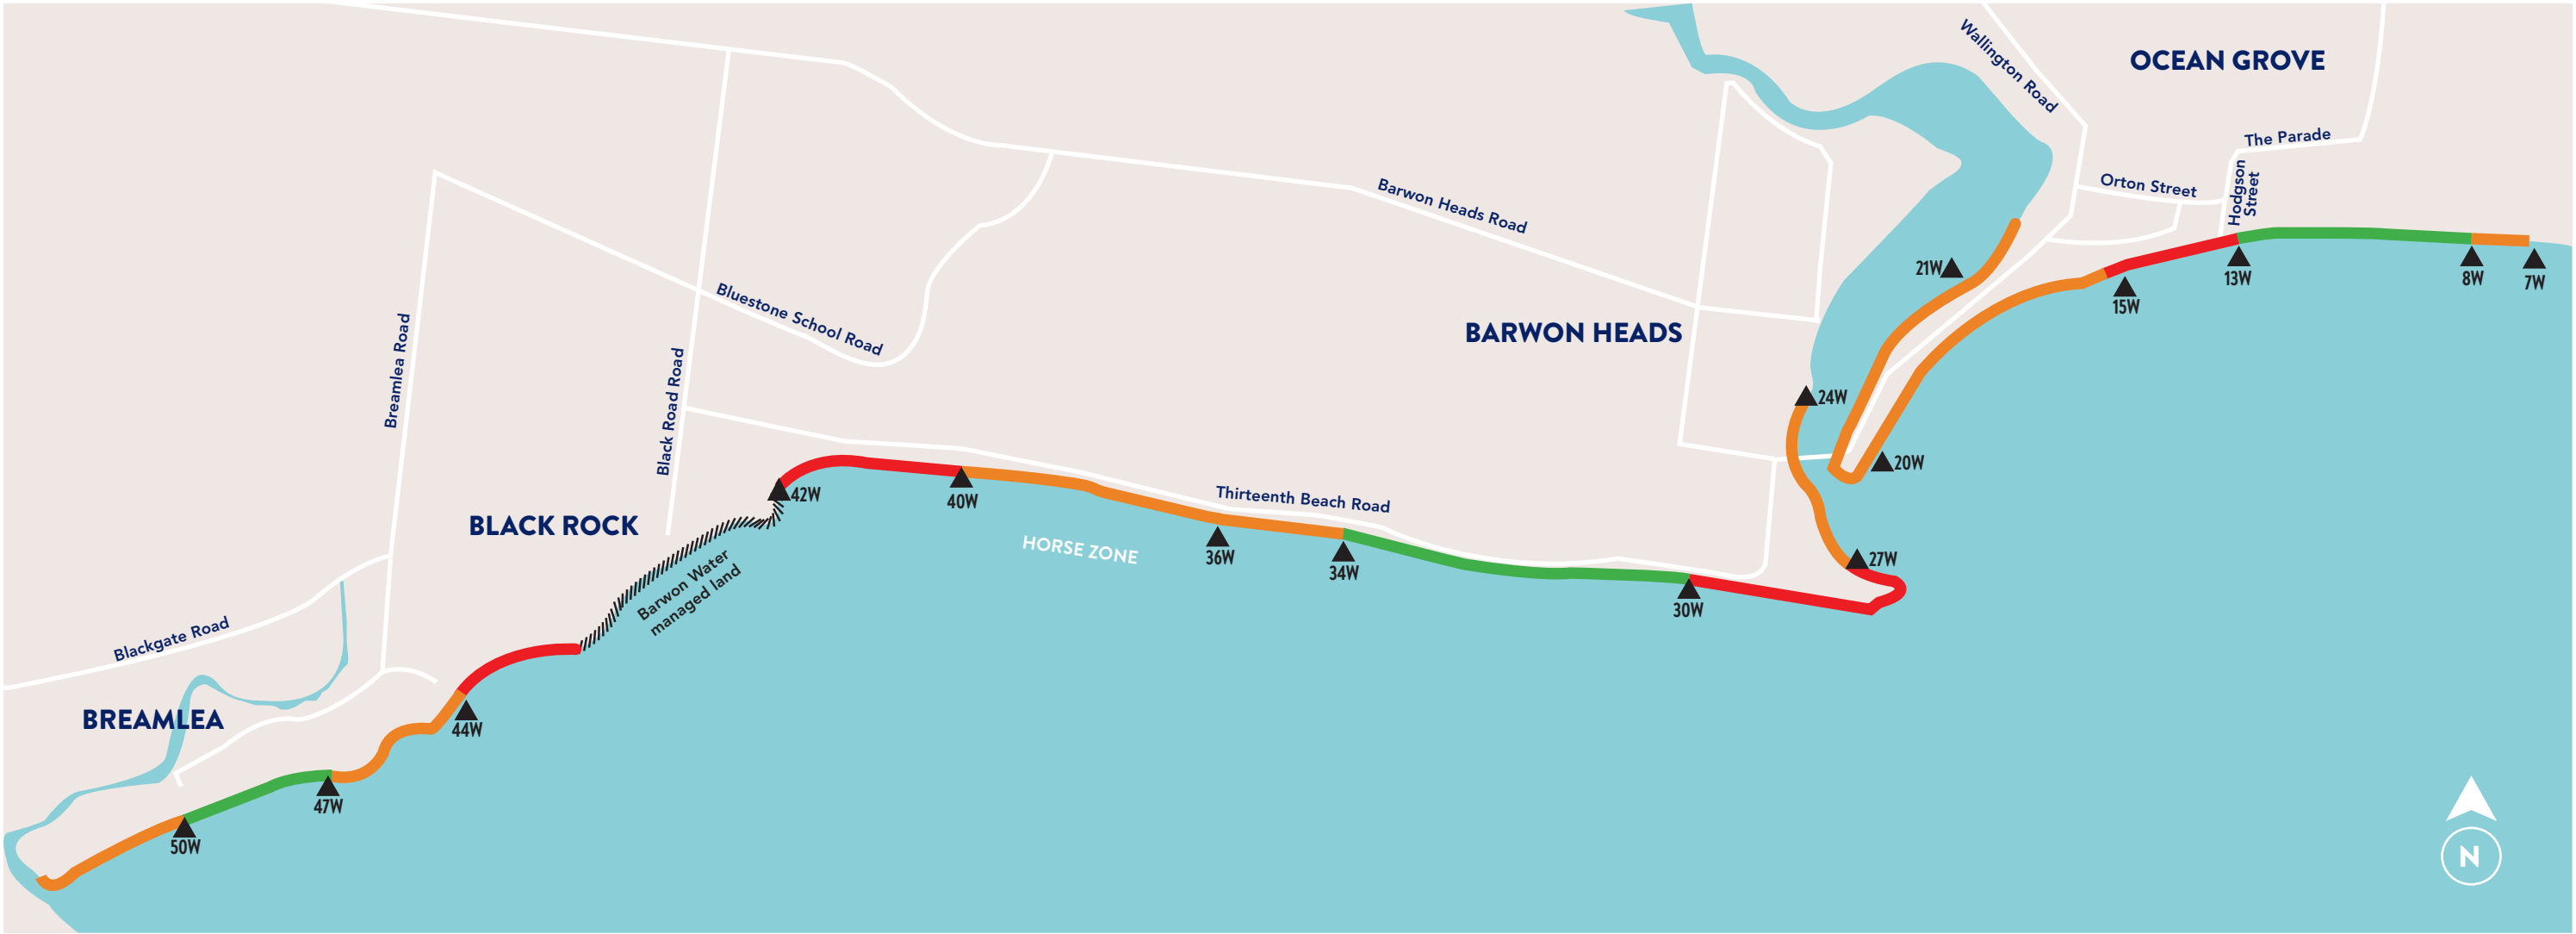 Wallington Road
OCEAN GROVE
The Parade
Hodgson
Street
Orton Street
Barwon Heads Road
21W
15W
13W
8W
7W
Bluestone School Road
Breamlea Road
Black Road Road
BARWON HEADS
24W
20W
42W
40W
Thirteenth Beach Road
BLACK ROCK
HORSE ZONE
36W
34W
27W
30W
Barwon Water
managed land
Blackgate Road
BREAMLEA
44W
47W
50W
N